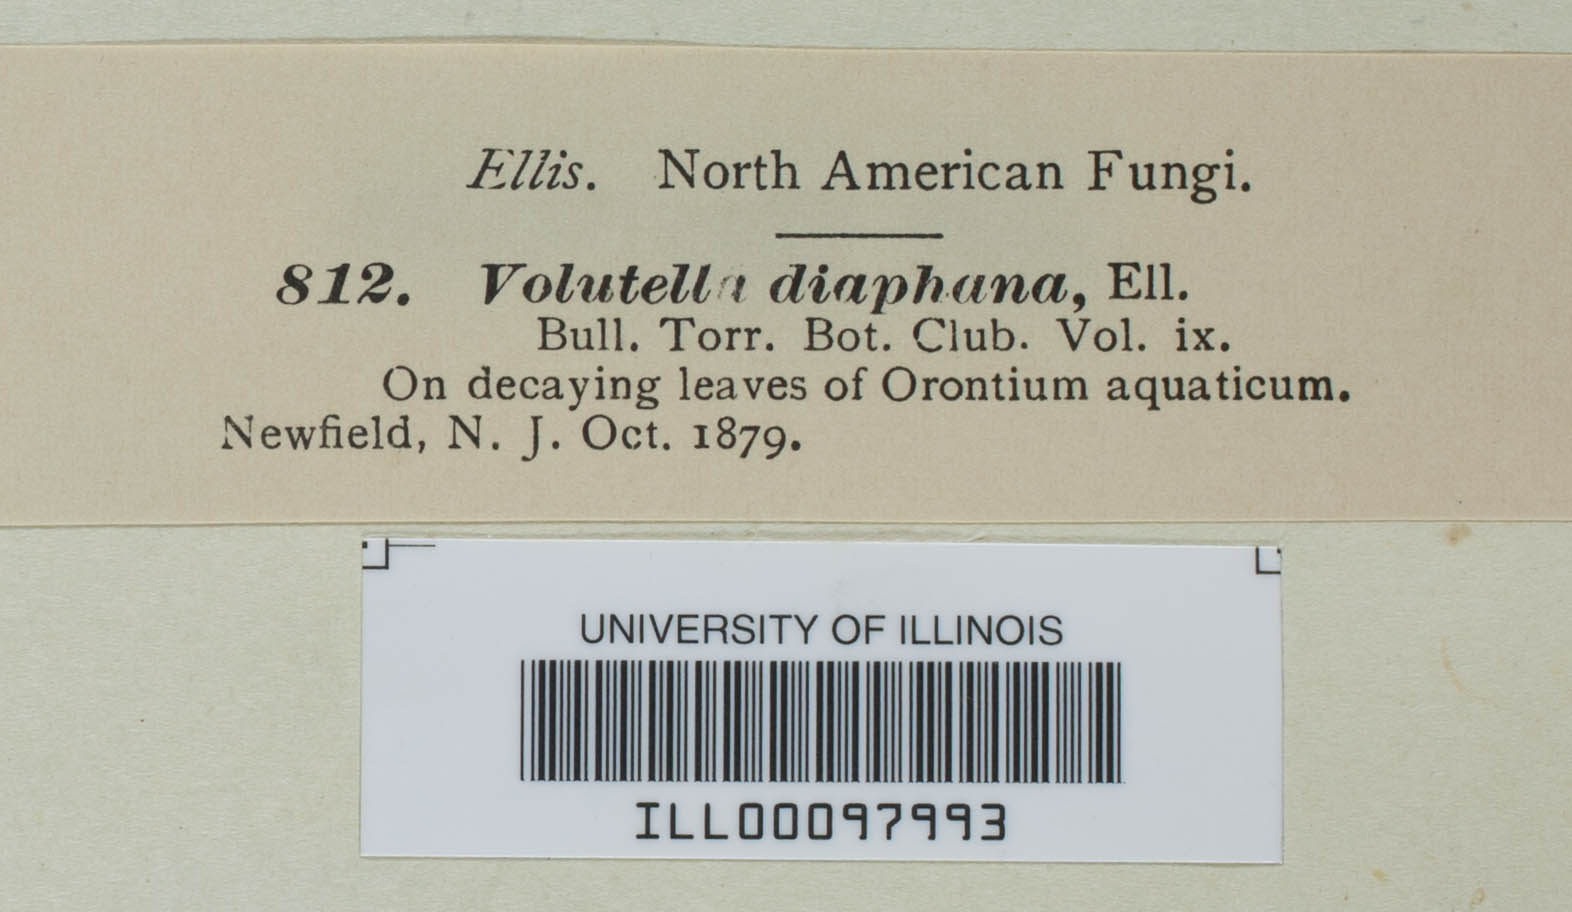 Ellis. North American Fungi.
812. Volutella diaphana, Ell.
Bull. Torr. Bot. Club. Vol. ix.
On decaying leaves of Orontium aquaticum.
Newfield, N. J. Oct. 1879.
UNIVERSITY OF ILLINOIS
ILL00097993